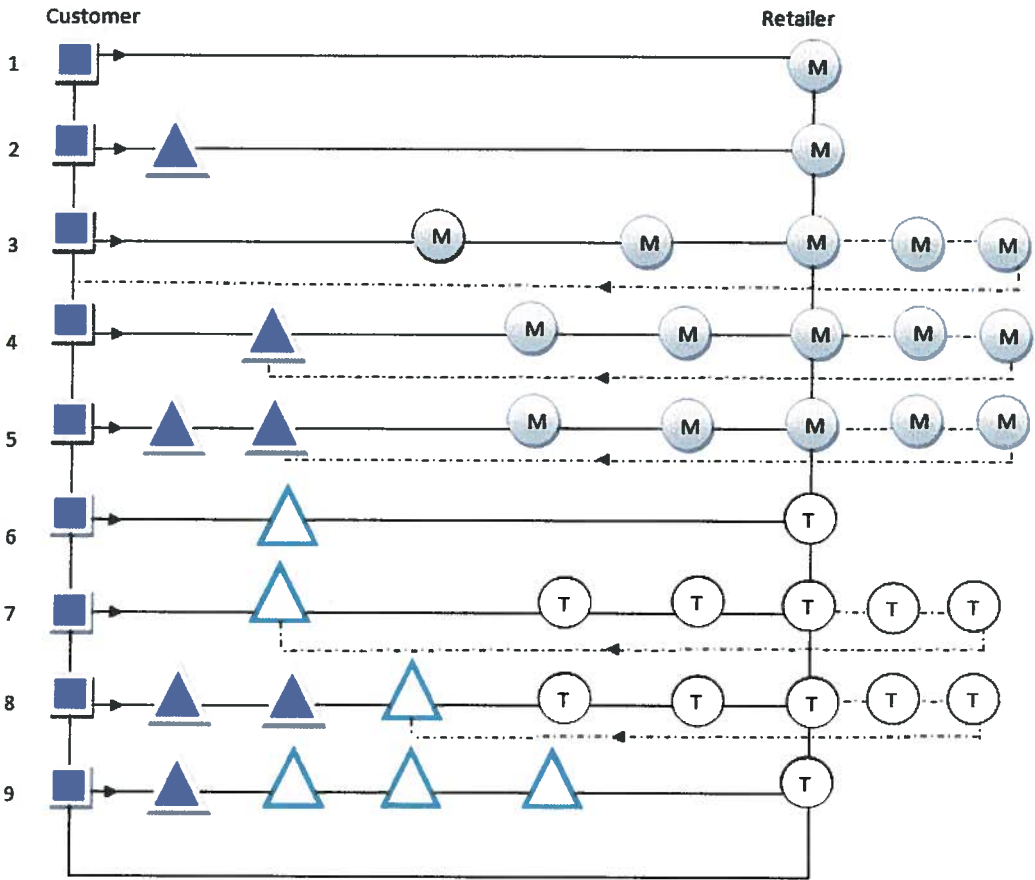 Customer Retailer
1 M
2 M
3 M M M M M
4 M M M M M
5 M M M M M
6 T
7 T T T T T
8 T T T T T
9 T